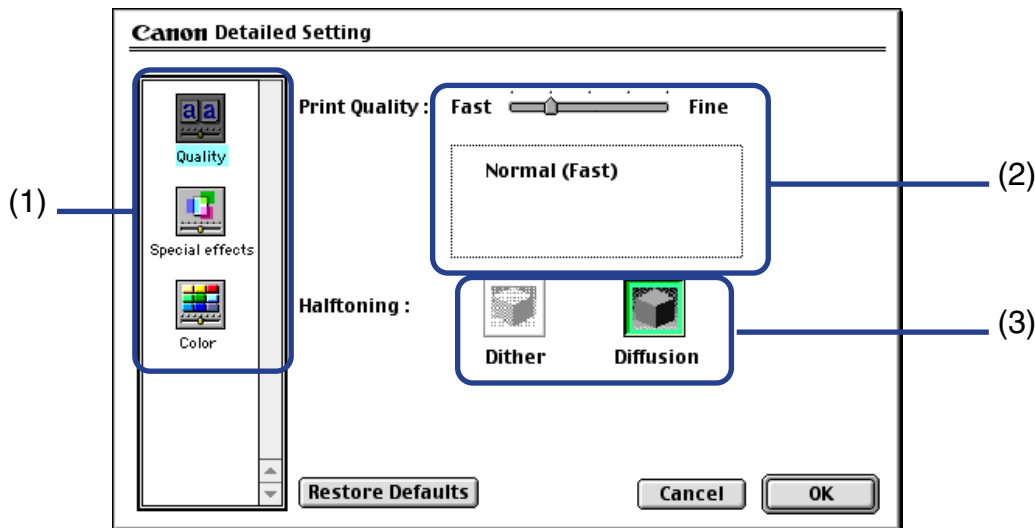 Canon Detailed Setting
Print Quality : Fast Fine
aa
Quality
Normal (Fast)
(1)
(2)
Special effects
Halftoning :
(3)
Color
Dither Diffusion
Restore Defaults Cancel OK